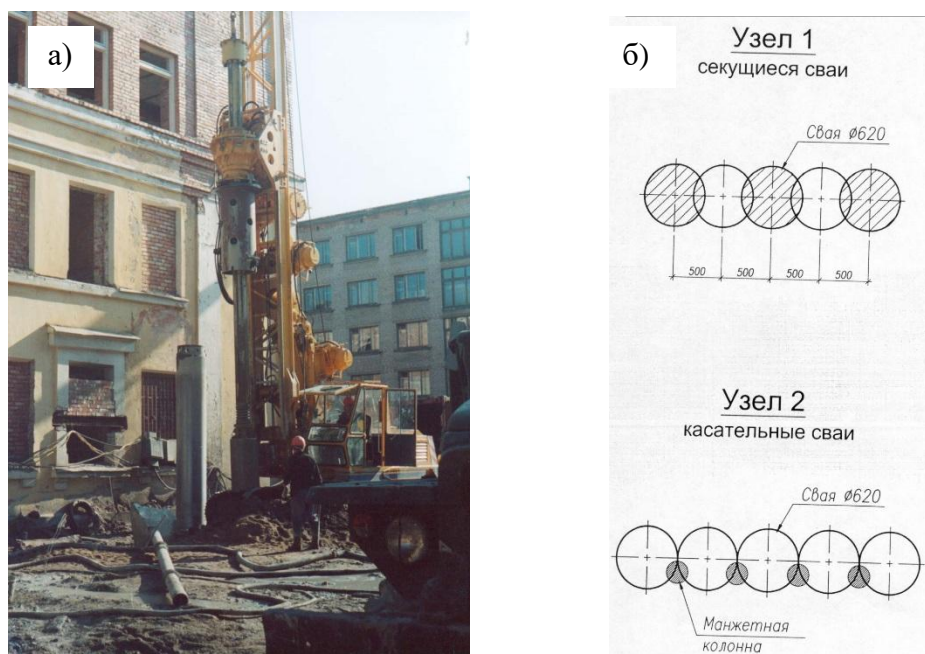 а)
б)
Узел 1
секущиеся сваи
Свая Ø620
500 500 500 500
Узел 2
касательные сваи
Свая Ø620
Манжетная
колонна